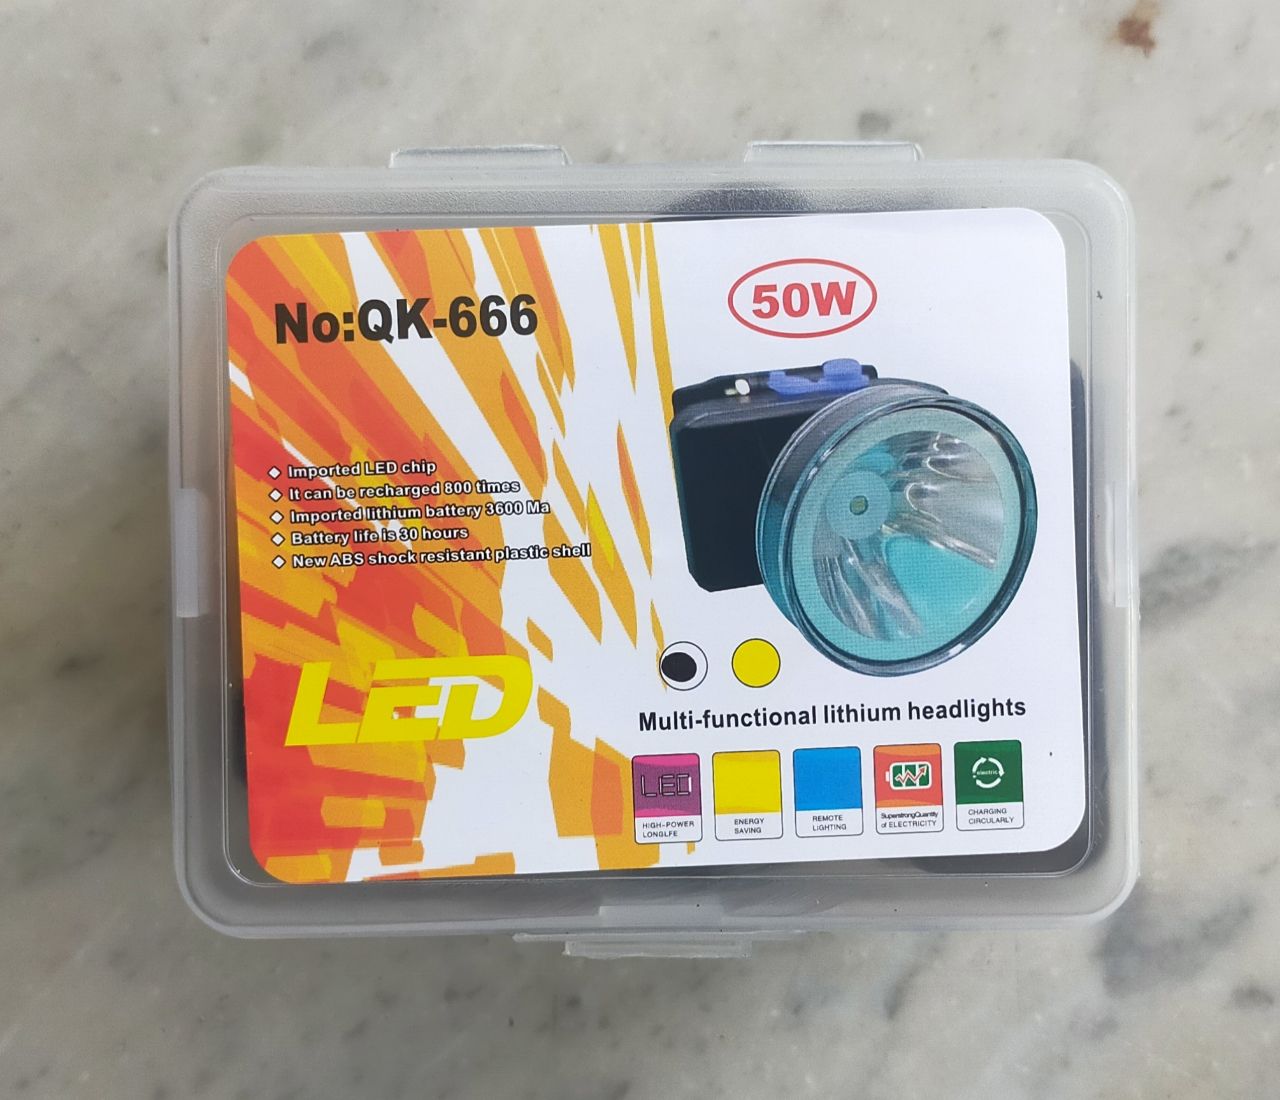 No:QK-666
50W
Imported LED chip
It can be recharged 800 times
Imported lithium battery 3600 Ma
Battery life is 30 hours
New ABS shock resistant plastic shell
LED
Multi-functional lithium headlights
LED
HIGH-POWER
LONGLFE
ENERGY
SAVING
REMOTE
LIGHTING
SuperstrongQuantity
of ELECTRICITY
electric
CHARGING
CIRCULARLY